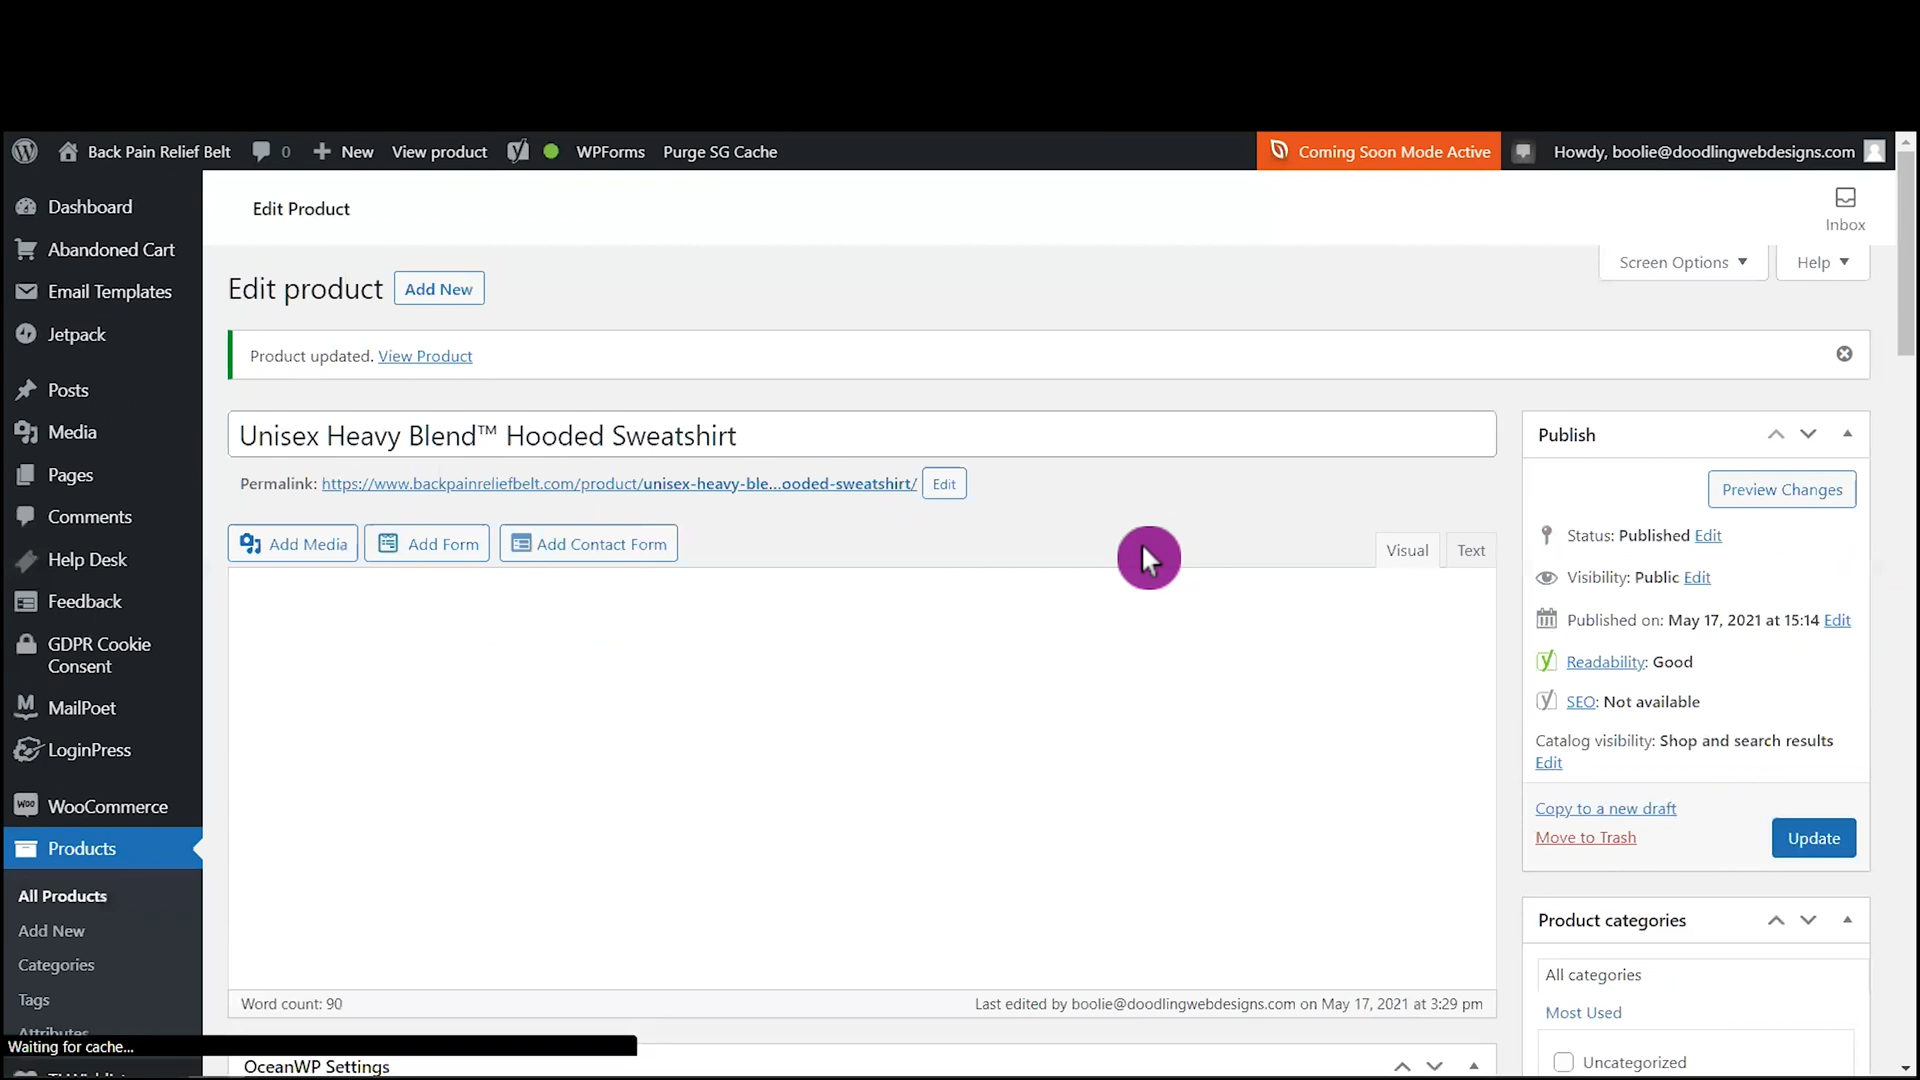 Back Pain Relief Belt
0
New
View product
WPForms
Purge SG Cache
Coming Soon Mode Active
Howdy, boolie@doodlingwebdesigns.com
Dashboard
Abandoned Cart
Email Templates
Jetpack
Posts
Media
Pages
Comments
Help Desk
Feedback
GDPR Cookie
Consent
MailPoet
LoginPress
WooCommerce
Products
All Products
Add New
Categories
Tags
Attributes
Waiting for cache...
Edit Product
Inbox
Screen Options
Help
Edit product
Add New
Product updated. View Product
Unisex Heavy Blend™ Hooded Sweatshirt
Permalink: https://www.backpainreliefbelt.com/product/unisex-heavy-ble...ooded-sweatshirt/ Edit
Add Media
Add Form
Add Contact Form
Visual
Text
Word count: 90
Last edited by boolie@doodlingwebdesigns.com on May 17, 2021 at 3:29 pm
OceanWP Settings
Publish
Preview Changes
Status: Published Edit
Visibility: Public Edit
Published on: May 17, 2021 at 15:14 Edit
Readability: Good
SEO: Not available
Catalog visibility: Shop and search results
Edit
Copy to a new draft
Move to Trash
Update
Product categories
All categories
Most Used
Uncategorized